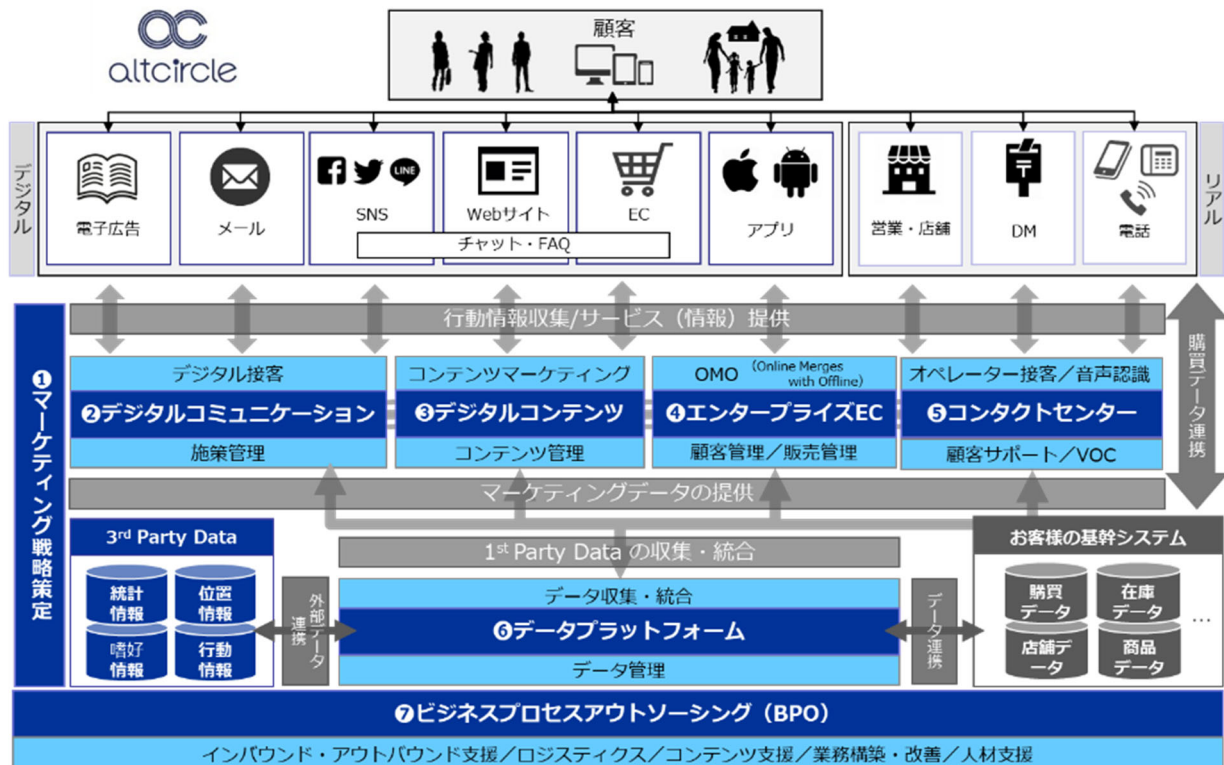 altcircle
顧客
デジタル
電子広告
メール
LINE
SNS
Webサイト
EC
アプリ
チャット・FAQ
営業・店舗
DM
電話
リアル
行動情報収集/サービス（情報）提供
購買データ連携
❶マーケティング戦略策定
デジタル接客
❷デジタルコミュニケーション
施策管理
コンテンツマーケティング
❸デジタルコンテンツ
コンテンツ管理
OMO （Online Merges
with Offline）
❹エンタープライズEC
顧客管理／販売管理
オペレーター接客／音声認識
❺コンタクトセンター
顧客サポート／VOC
マーケティングデータの提供
3rd Party Data
統計
情報
位置
情報
嗜好
情報
行動
情報
外部データ
連携
1st Party Data の収集・統合
データ収集・統合
❻データプラットフォーム
データ管理
データ連携
お客様の基幹システム
購買
データ
在庫
データ
店舗デ
ータ
商品
データ
…
❼ビジネスプロセスアウトソーシング（BPO）
インバウンド・アウトバウンド支援／ロジスティクス／コンテンツ支援／業務構築・改善／人材支援